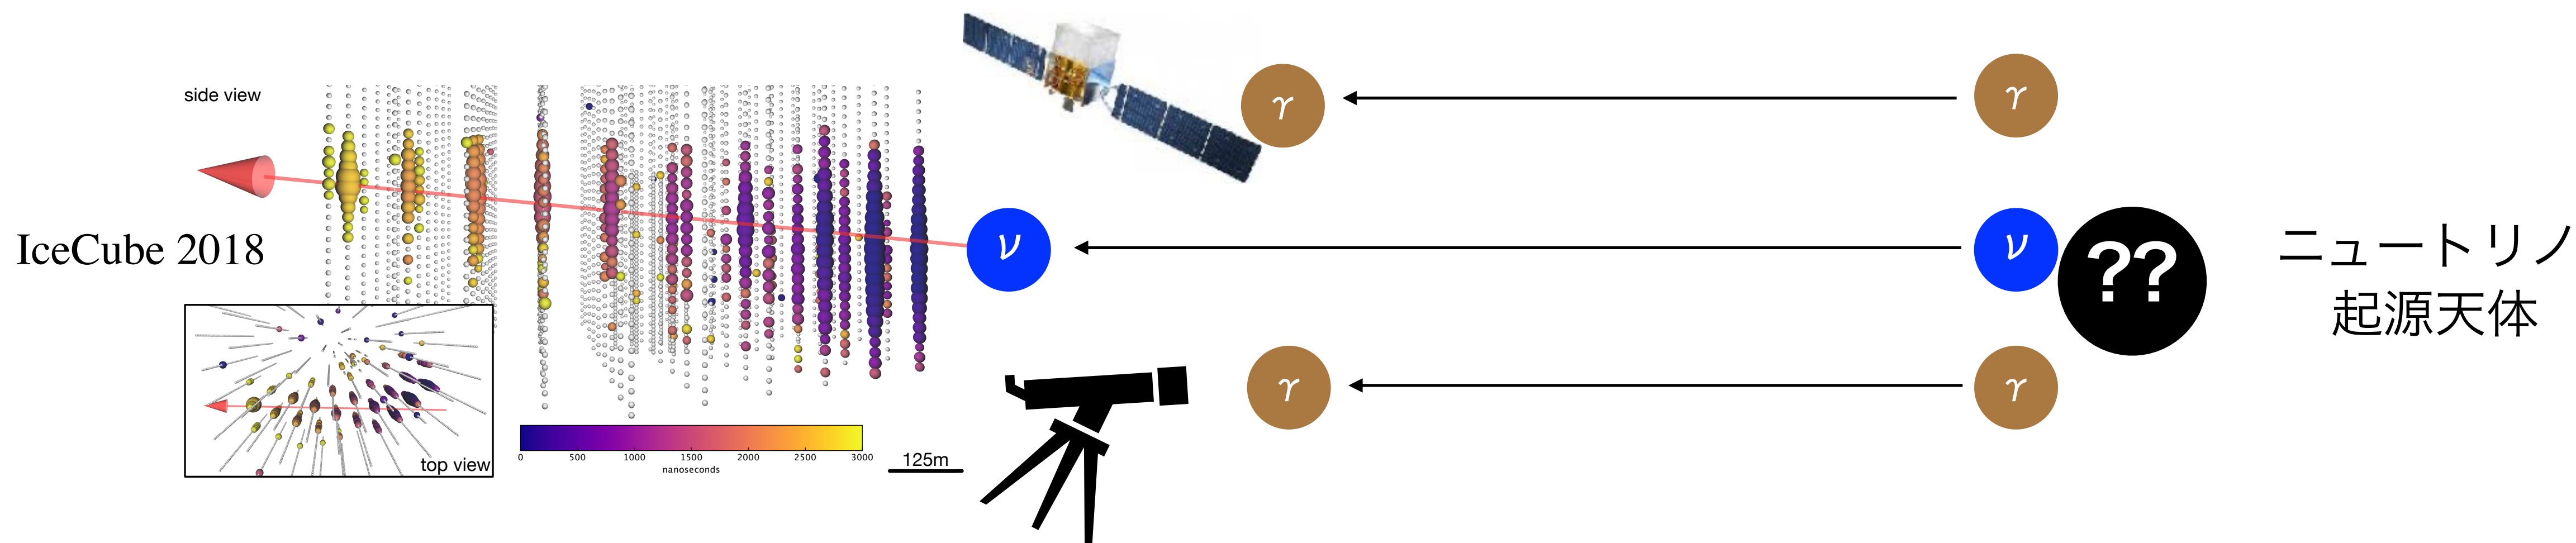 side view
IceCube 2018
top view
0 500 1000 1500 2000 2500 3000
nanoseconds
125m
γ
γ
ν
ν
??
γ
γ
ニュートリノ
起源天体